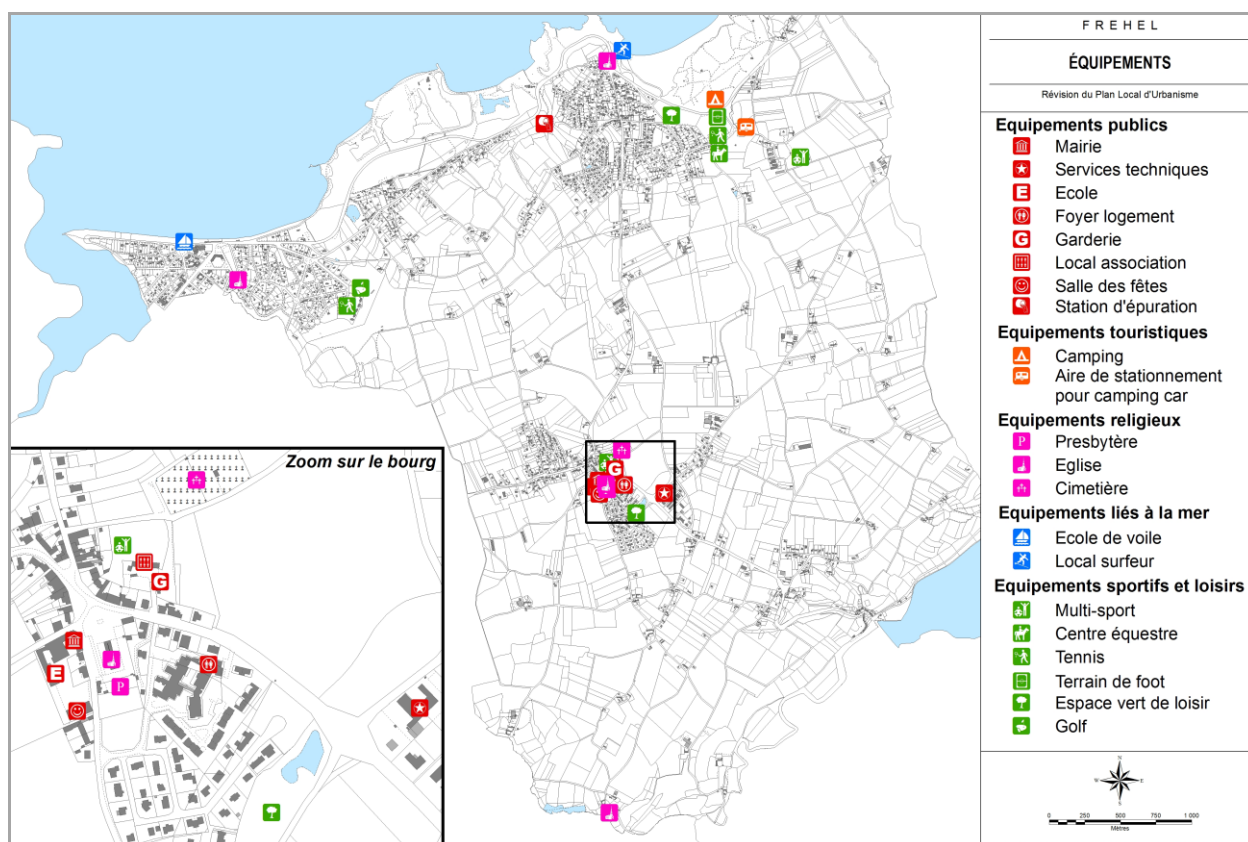 FREHEL
ÉQUIPEMENTS
Révision du Plan Local d'Urbanisme
Equipements publics
Mairie
Services techniques
E Ecole
Foyer logement
G Garderie
Local association
Salle des fêtes
Station d'épuration
Equipements touristiques
Camping
Aire de stationnement
pour camping car
Equipements religieux
P Presbytère
Eglise
Cimetière
Equipements liés à la mer
Ecole de voile
Local surfeur
Equipements sportifs et loisirs
Multi-sport
Centre équestre
Tennis
Terrain de foot
Espace vert de loisir
Golf
N
E
S
0 250 500 750 1 000
Mètres
G
Zoom sur le bourg
G
E
P